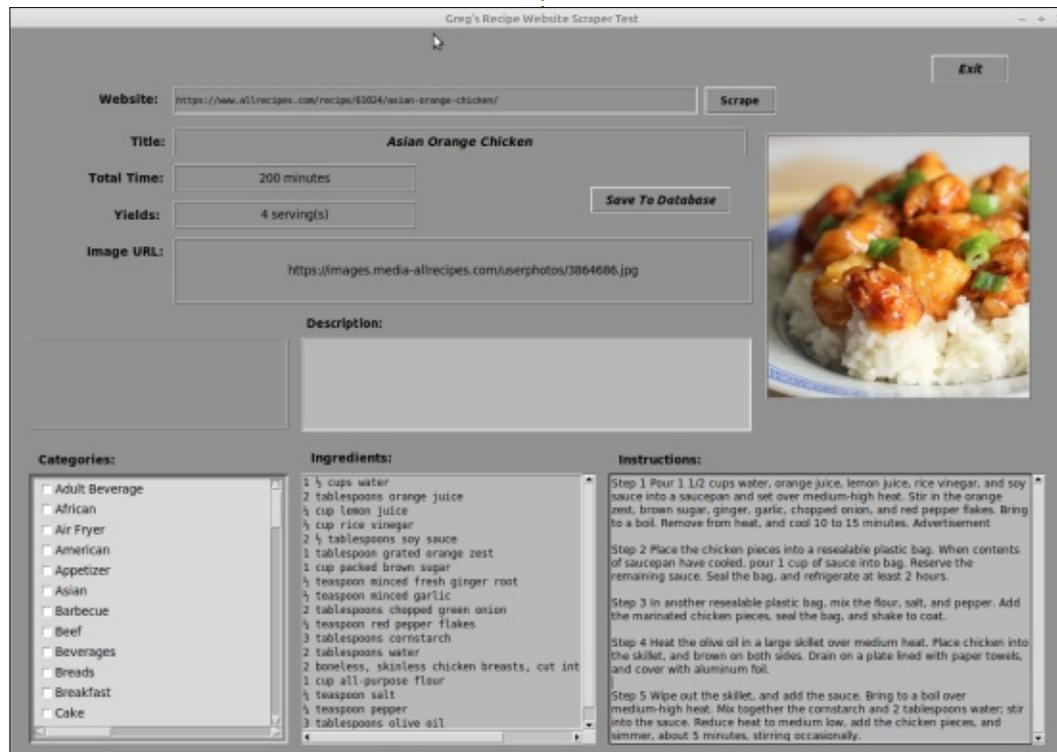 Greg's Recipe Website Scraper Test
Exit
Website: https://www.allrecipes.com/recipe/61024/asian-orange-chicken/ Scrape
Title: Asian Orange Chicken
Total Time: 200 minutes
Save To Database
Yields: 4 serving(s)
Image URL: https://images.media-allrecipes.com/userphotos/3864686.jpg
Description:
Categories:
Adult Beverage
African
Air Fryer
American
Appetizer
Asian
Barbecue
Beef
Beverages
Breads
Breakfast
Cake
Ingredients:
1 ½ cups water
2 tablespoons orange juice
cup lemon juice
cup rice vinegar
2 ½ tablespoons soy sauce
1 tablespoon grated orange zest
1 cup packed brown sugar
½ teaspoon minced fresh ginger root
½ teaspoon minced garlic
2 tablespoons chopped green onion
teaspoon red pepper flakes
3 tablespoons cornstarch
2 tablespoons water
2 boneless, skinless chicken breasts, cut int
1 cup all-purpose flour
teaspoon salt
teaspoon pepper
3 tablespoons olive oil
Instructions:
Step 1 Pour 1 1/2 cups water, orange juice, lemon juice, rice vinegar, and soy
sauce into a saucepan and set over medium-high heat. Stir in the orange
zest, brown sugar, ginger, garlic, chopped onion, and red pepper flakes. Bring
to a boil. Remove from heat, and cool 10 to 15 minutes. Advertisement
Step 2 Place the chicken pieces into a resealable plastic bag. When contents
of saucepan have cooled, pour 1 cup of sauce into bag. Reserve the
remaining sauce. Seal the bag, and refrigerate at least 2 hours.
Step 3 In another resealable plastic bag, mix the flour, salt, and pepper. Add
the marinated chicken pieces, seal the bag, and shake to coat.
Step 4 Heat the olive oil in a large skillet over medium heat. Place chicken into
the skillet, and brown on both sides. Drain on a plate lined with paper towels,
and cover with aluminum foil.
Step 5 Wipe out the skillet, and add the sauce. Bring to a boil over
medium-high heat. Mix together the cornstarch and 2 tablespoons water; stir
into the sauce. Reduce heat to medium low, add the chicken pieces, and
simmer, about 5 minutes, stirring occasionally.